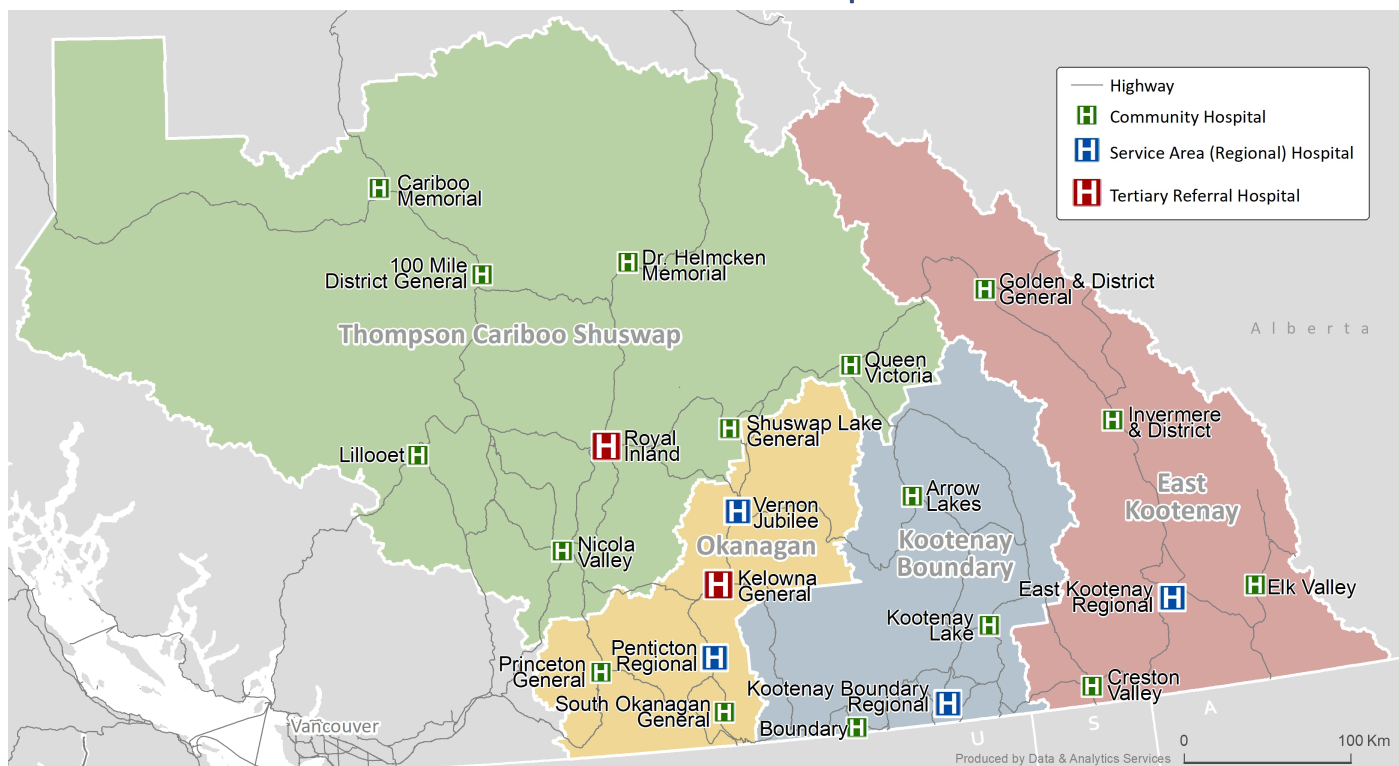 Highway
H Community Hospital
H Service Area (Regional) Hospital
H Tertiary Referral Hospital
H Cariboo
Memorial
100 Mile
District General H
H Dr. Helmcken
Memorial
H Golden & District
General
Thompson Cariboo Shuswap
Alberta
H Queen
Victoria
H Invermere
& District
H Shuswap Lake
General
H Royal
Inland
Lillooet H
East
Kootenay
H Arrow
Lakes
H Vernon
Jubilee
Okanagan
Kootenay
Boundary
H Nicola
Valley
H Kelowna
General
East Kootenay
Regional H
H Elk Valley
Kootenay
Lake H
Penticton
Regional H
Princeton
General H
H Creston
Valley
Kootenay Boundary
Regional H
South Okanagan
General H
Boundary H
Vancouver
U S A
0 100 Km
Produced by Data & Analytics Services